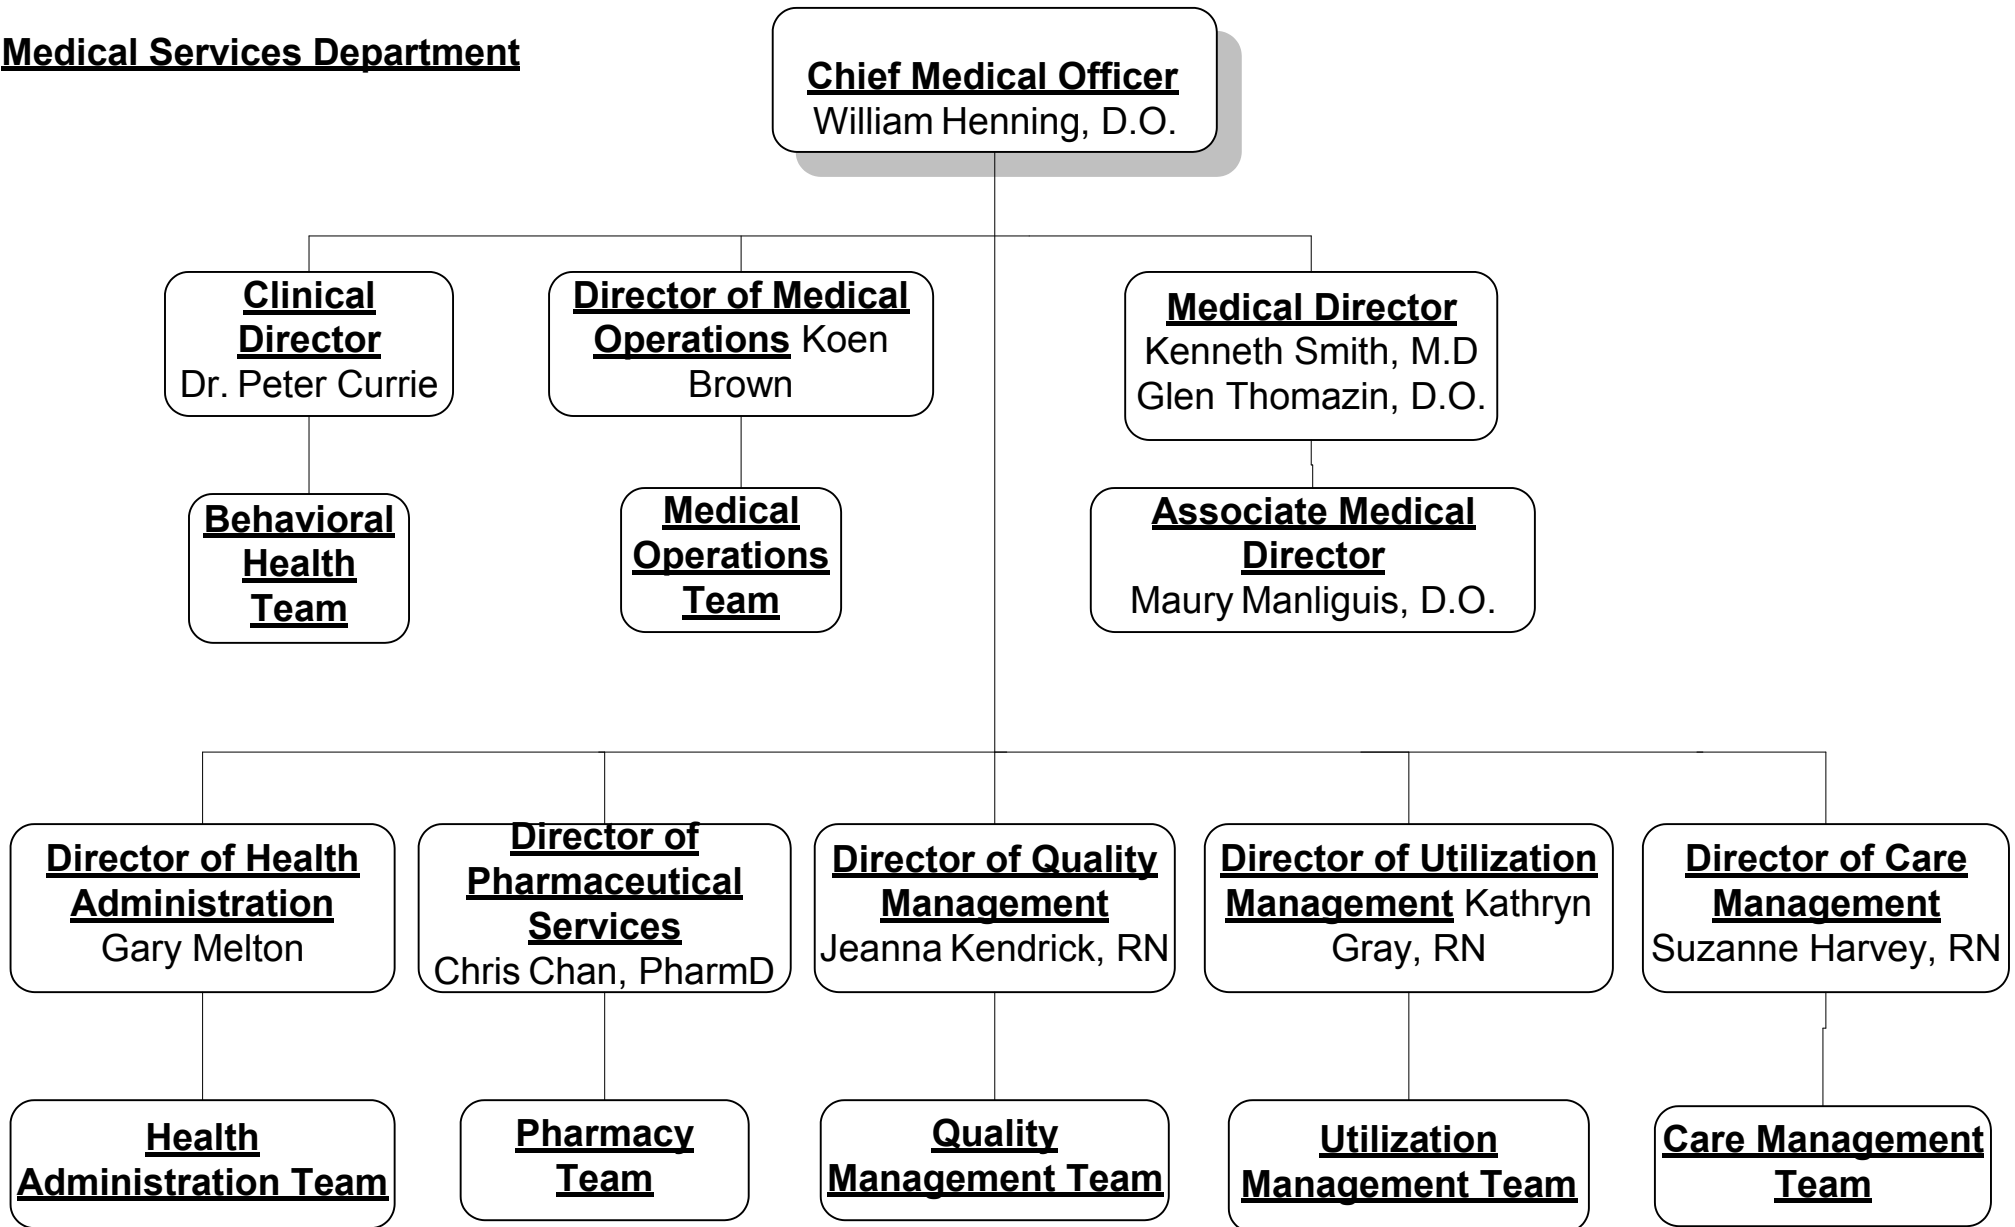 Medical Services Department
Chief Medical Officer
William Henning, D.O.
Clinical
Director
Dr. Peter Currie
Director of Medical
Operations Koen
Brown
Medical Director
Kenneth Smith, M.D
Glen Thomazin, D.O.
Behavioral
Health
Team
Medical
Operations
Team
Associate Medical
Director
Maury Manliguis, D.O.
Director of Health
Administration
Gary Melton
Director of
Pharmaceutical
Services
Chris Chan, PharmD
Director of Quality
Management
Jeanna Kendrick, RN
Director of Utilization
Management Kathryn
Gray, RN
Director of Care
Management
Suzanne Harvey, RN
Health
Administration Team
Pharmacy
Team
Quality
Management Team
Utilization
Management Team
Care Management
Team